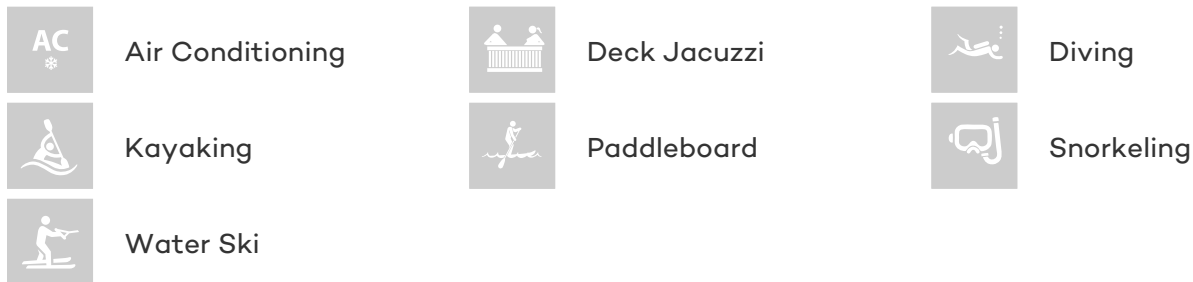 AC
Air Conditioning
Deck Jacuzzi
Diving
Kayaking
Paddleboard
Snorkeling
Water Ski